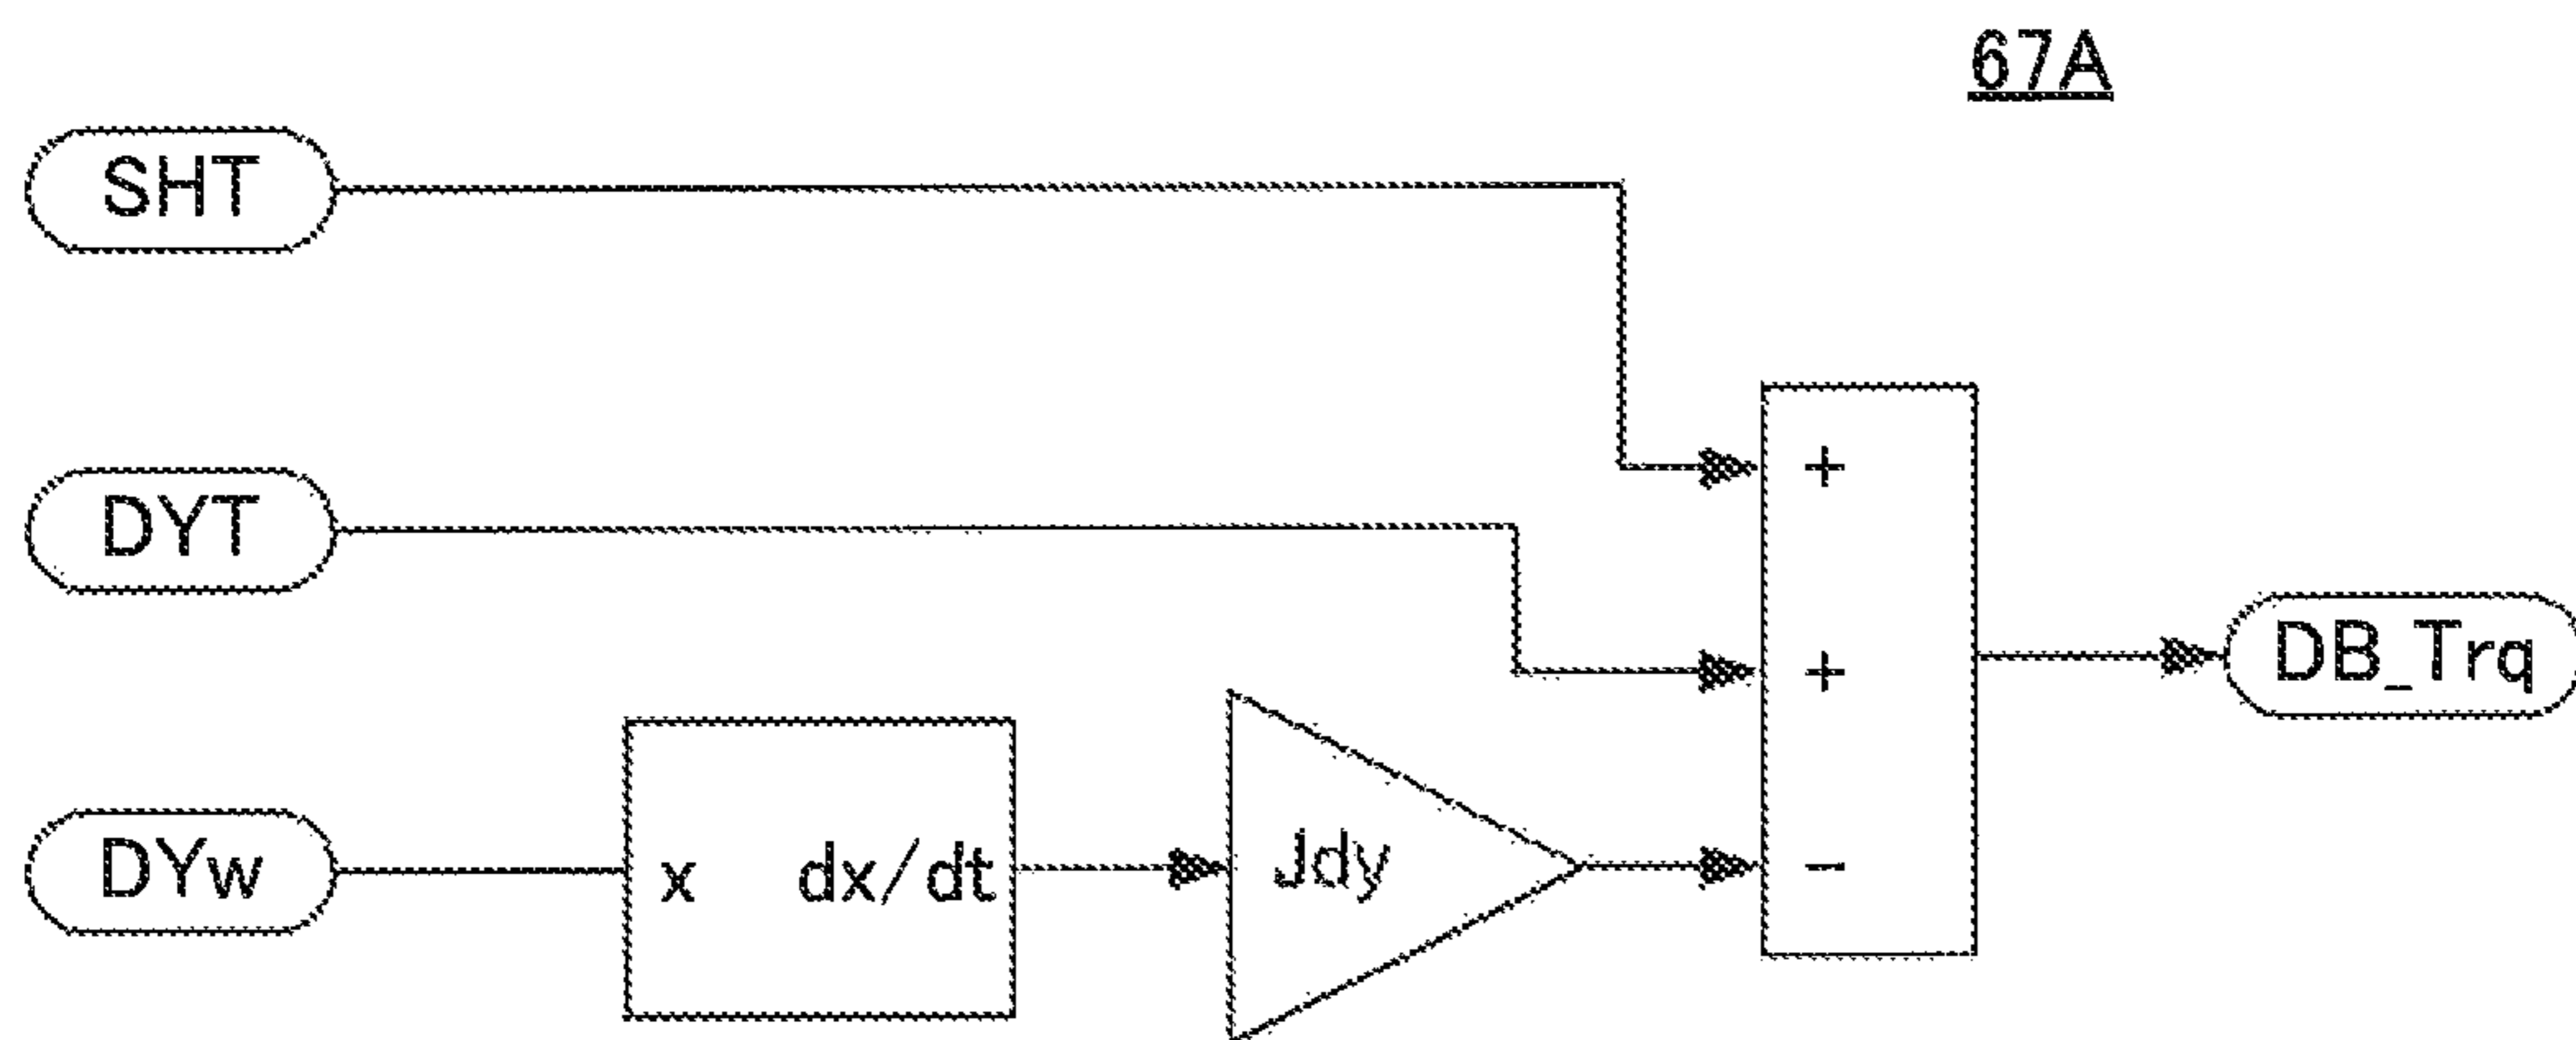 67A
SHT
+
DYT
+
DB_Trq
DYw
x dx/dt
Jdy
−